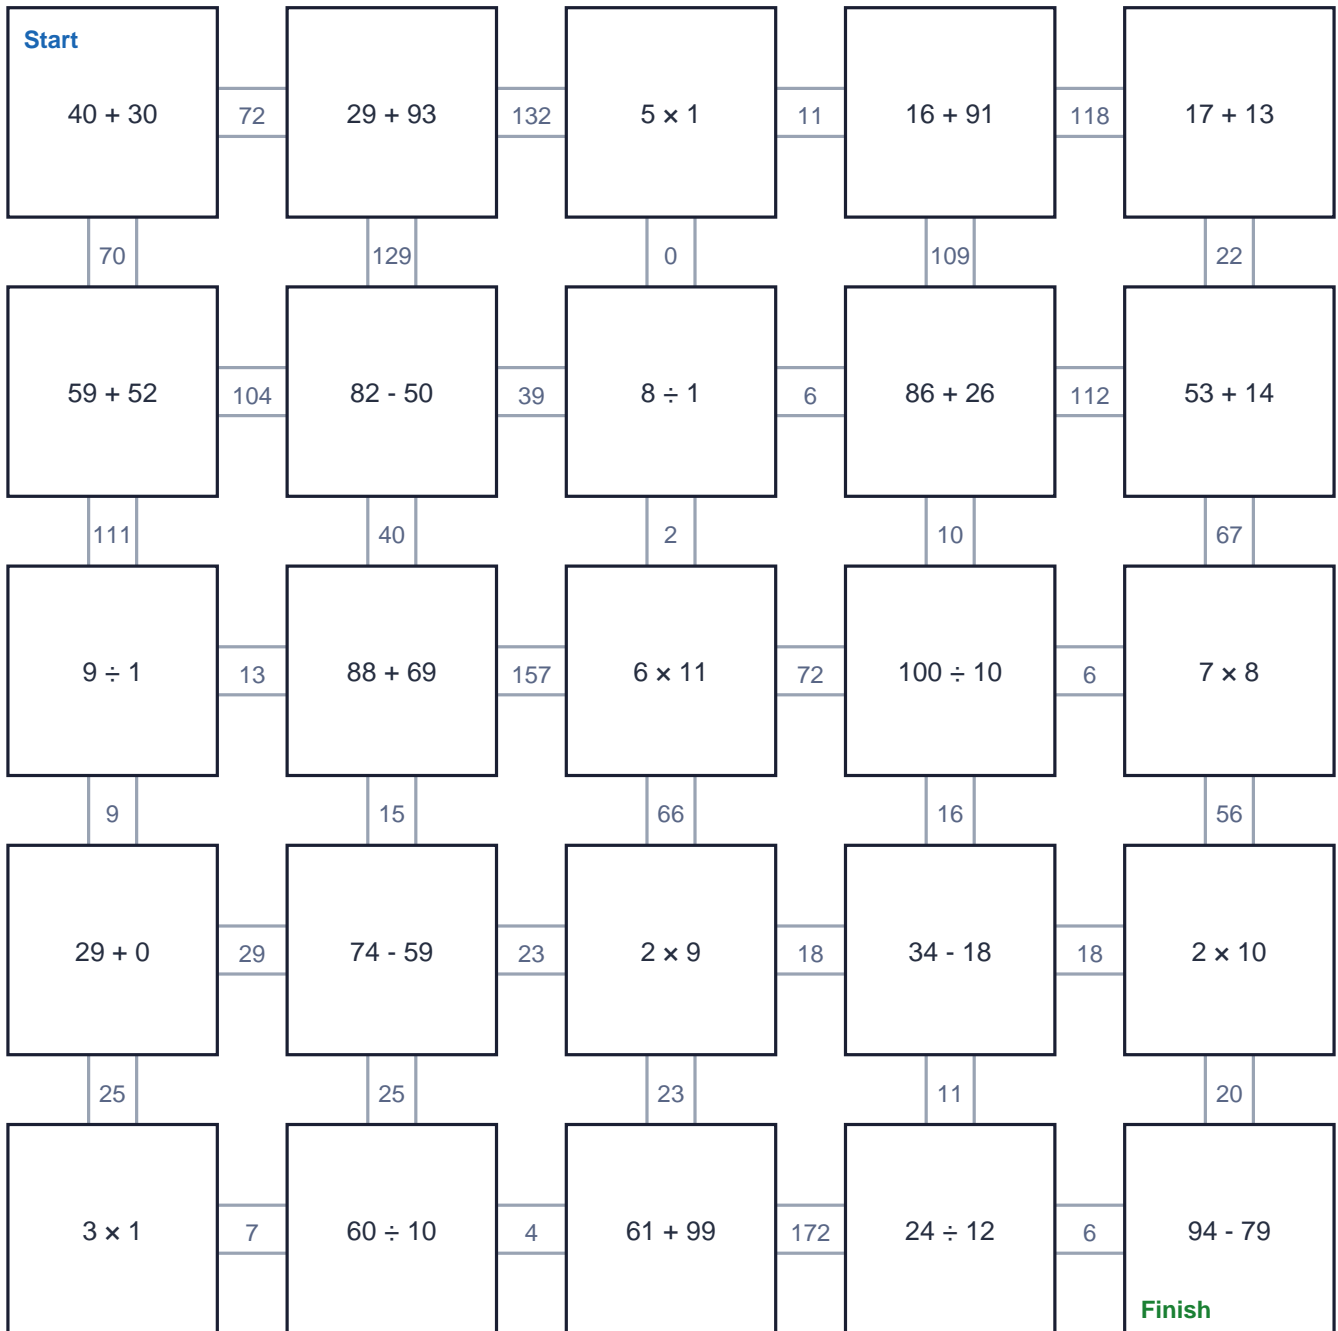 Start
40 + 30 72 29 + 93 132 5 × 1 11 16 + 91 118 17 + 13
70 129 0 109 22
59 + 52 104 82 - 50 39 8 ÷ 1 6 86 + 26 112 53 + 14
111 40 2 10 67
9 ÷ 1 13 88 + 69 157 6 × 11 72 100 ÷ 10 6 7 × 8
9 15 66 16 56
29 + 0 29 74 - 59 23 2 × 9 18 34 - 18 18 2 × 10
25 25 23 11 20
3 × 1 7 60 ÷ 10 4 61 + 99 172 24 ÷ 12 6 94 - 79
Finish